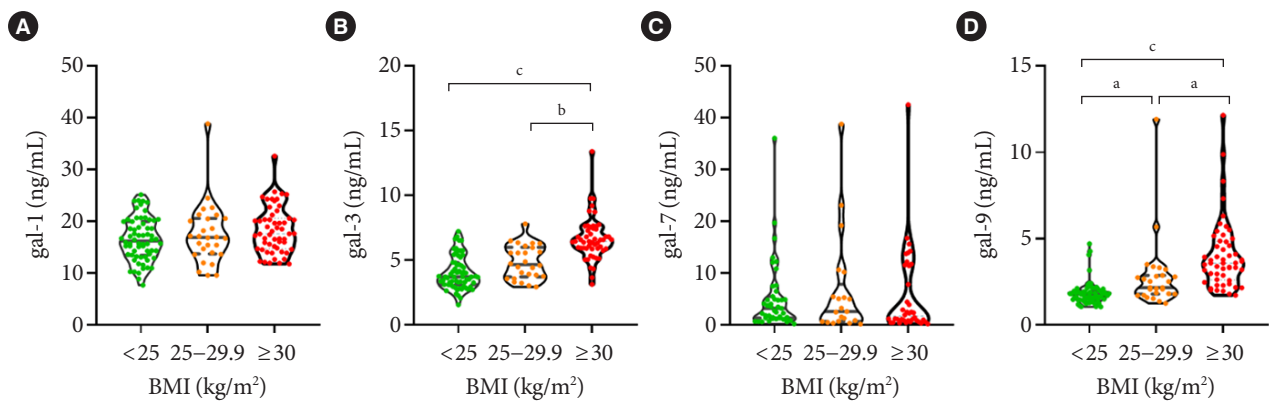 A
gal-1 (ng/mL)
50
40
30
20
10
0
<25 25–29.9 ≥30
BMI (kg/m²)
B
gal-3 (ng/mL)
20
15
10
5
0
c
b
<25 25–29.9 ≥30
BMI (kg/m²)
C
gal-7 (ng/mL)
50
40
30
20
10
0
<25 25–29.9 ≥30
BMI (kg/m²)
D
gal-9 (ng/mL)
15
10
5
0
c
a a
<25 25–29.9 ≥30
BMI (kg/m²)